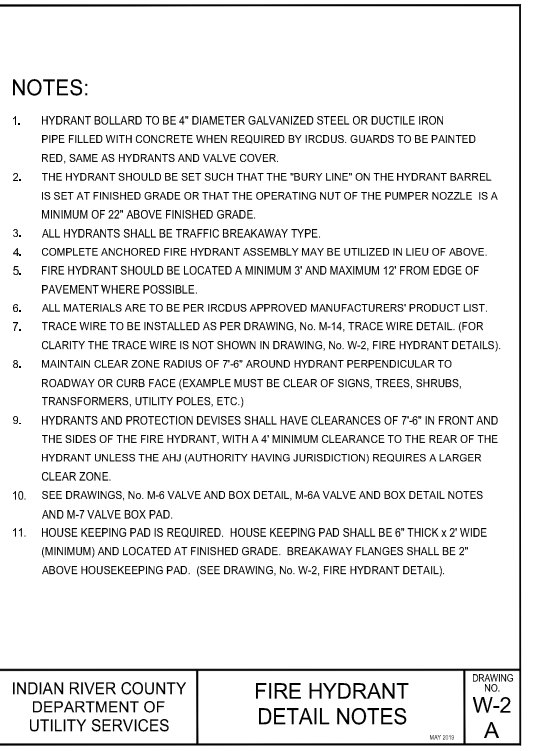 NOTES:
1. HYDRANT BOLLARD TO BE 4" DIAMETER GALVANIZED STEEL OR DUCTILE IRON
PIPE FILLED WITH CONCRETE WHEN REQUIRED BY IRCDUS. GUARDS TO BE PAINTED
RED, SAME AS HYDRANTS AND VALVE COVER.
2. THE HYDRANT SHOULD BE SET SUCH THAT THE "BURY LINE" ON THE HYDRANT BARREL
IS SET AT FINISHED GRADE OR THAT THE OPERATING NUT OF THE PUMPER NOZZLE IS A
MINIMUM OF 22" ABOVE FINISHED GRADE.
3. ALL HYDRANTS SHALL BE TRAFFIC BREAKAWAY TYPE.
4. COMPLETE ANCHORED FIRE HYDRANT ASSEMBLY MAY BE UTILIZED IN LIEU OF ABOVE.
5. FIRE HYDRANT SHOULD BE LOCATED A MINIMUM 3' AND MAXIMUM 12' FROM EDGE OF
PAVEMENT WHERE POSSIBLE.
6. ALL MATERIALS ARE TO BE PER IRCDUS APPROVED MANUFACTURERS' PRODUCT LIST.
7. TRACE WIRE TO BE INSTALLED AS PER DRAWING, No. M-14, TRACE WIRE DETAIL. (FOR
CLARITY THE TRACE WIRE IS NOT SHOWN IN DRAWING, No. W-2, FIRE HYDRANT DETAILS).
8. MAINTAIN CLEAR ZONE RADIUS OF 7'-6" AROUND HYDRANT PERPENDICULAR TO
ROADWAY OR CURB FACE (EXAMPLE MUST BE CLEAR OF SIGNS, TREES, SHRUBS,
TRANSFORMERS, UTILITY POLES, ETC.)
9. HYDRANTS AND PROTECTION DEVISES SHALL HAVE CLEARANCES OF 7'-6" IN FRONT AND
THE SIDES OF THE FIRE HYDRANT, WITH A 4' MINIMUM CLEARANCE TO THE REAR OF THE
HYDRANT UNLESS THE AHJ (AUTHORITY HAVING JURISDICTION) REQUIRES A LARGER
CLEAR ZONE.
10. SEE DRAWINGS, No. M-6 VALVE AND BOX DETAIL, M-6A VALVE AND BOX DETAIL NOTES
AND M-7 VALVE BOX PAD.
11. HOUSE KEEPING PAD IS REQUIRED. HOUSE KEEPING PAD SHALL BE 6" THICK x 2' WIDE
(MINIMUM) AND LOCATED AT FINISHED GRADE. BREAKAWAY FLANGES SHALL BE 2"
ABOVE HOUSEKEEPING PAD. (SEE DRAWING, No. W-2, FIRE HYDRANT DETAIL).
INDIAN RIVER COUNTY
DEPARTMENT OF
UTILITY SERVICES
FIRE HYDRANT
DETAIL NOTES
MAY 2019
DRAWING
NO.
W-2
A